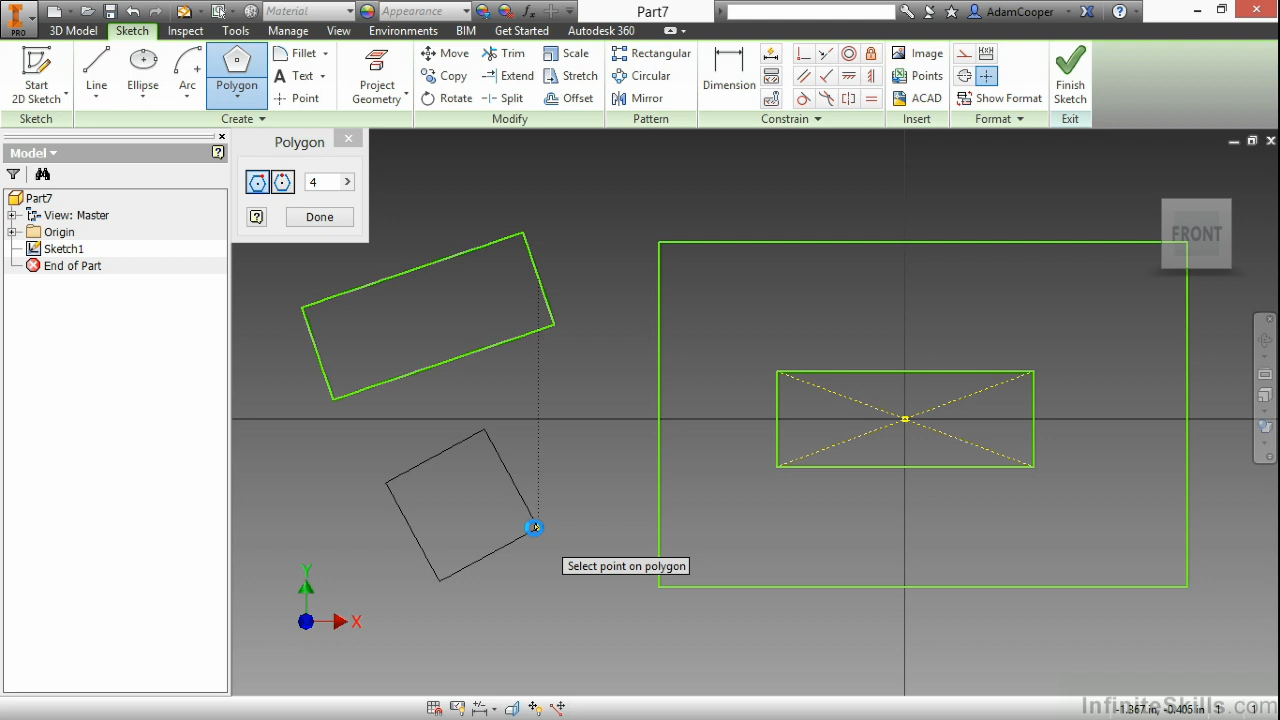 Material
Appearance
Part7
AdamCooper
PRO
3D Model
Sketch
Inspect
Tools
Manage
View
Environments
BIM
Get Started
Autodesk 360
Start
2D Sketch
Line
Ellipse
Arc
Polygon
Fillet
Text
Point
Project
Geometry
Move
Copy
Rotate
Trim
Extend
Split
Scale
Stretch
Offset
Rectangular
Circular
Mirror
Dimension
Image
Points
ACAD
Show Format
Finish
Sketch
Sketch
Create
Modify
Pattern
Constrain
Insert
Format
Exit
Model
Part7
View: Master
Origin
Sketch1
End of Part
Polygon
4
Done
FRONT
Select point on polygon
Y
X
-1.367 in, -0.405 in
1
1
InfiniteSkills.com